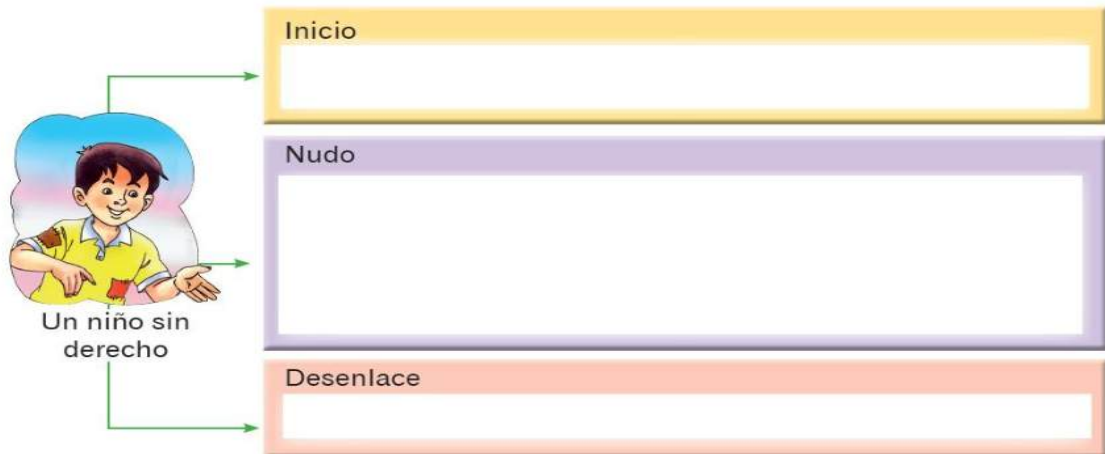 Inicio
Nudo
Un niño sin
derecho
Desenlace